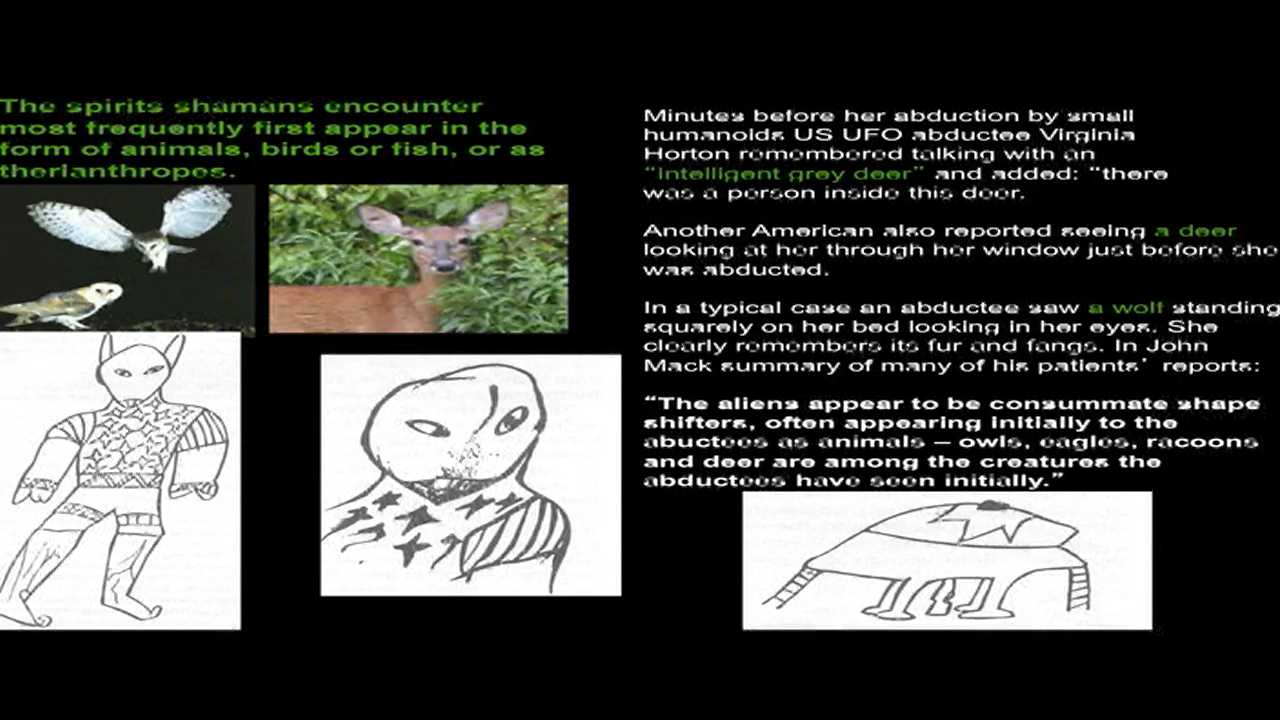 The spirits shamans encounter
most frequently first appear in the
form of animals, birds or fish, or as
therianthropes.
Minutes before her abduction by small
humanoids US UFO abductee Virginia
Horton remembered talking with an
“intelligent grey deer” and added: “there
was a person inside this deer.
Another American also reported seeing a deer
looking at her through her window just before she
was abducted.
In a typical case an abductee saw a wolf standing
squarely on her bed looking in her eyes. She
clearly remembers its fur and fangs. In John
Mack summary of many of his patients’ reports:
“The aliens appear to be consummate shape
shifters, often appearing initially to the
abuctees as animals – owls, eagles, racoons
and deer are among the creatures the
abductees have seen initially.”